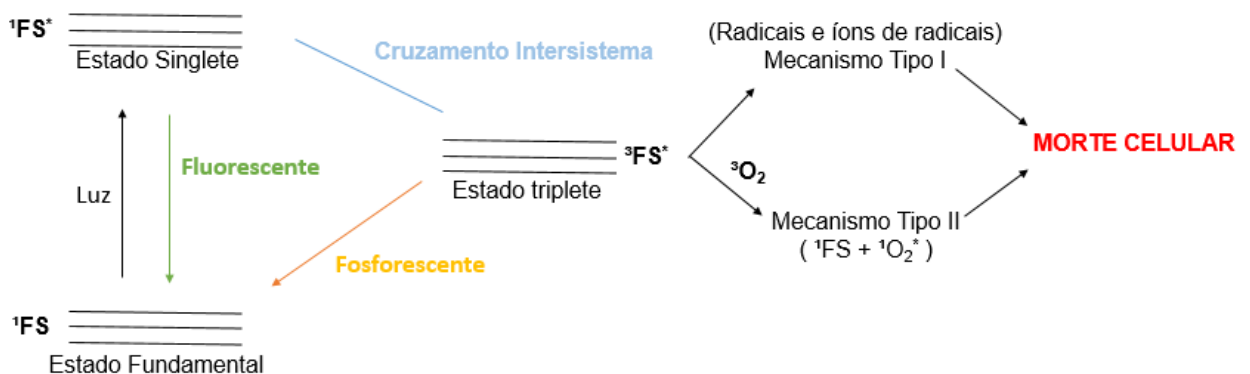 ¹FS*
Estado Singlete
Cruzamento Intersistema
(Radicais e íons de radicais)
Mecanismo Tipo I
MORTE CELULAR
Fluorescente
Luz
³FS*
Estado triplete
³O₂
Mecanismo Tipo II
( ¹FS + ¹O₂* )
Fosforescente
¹FS
Estado Fundamental